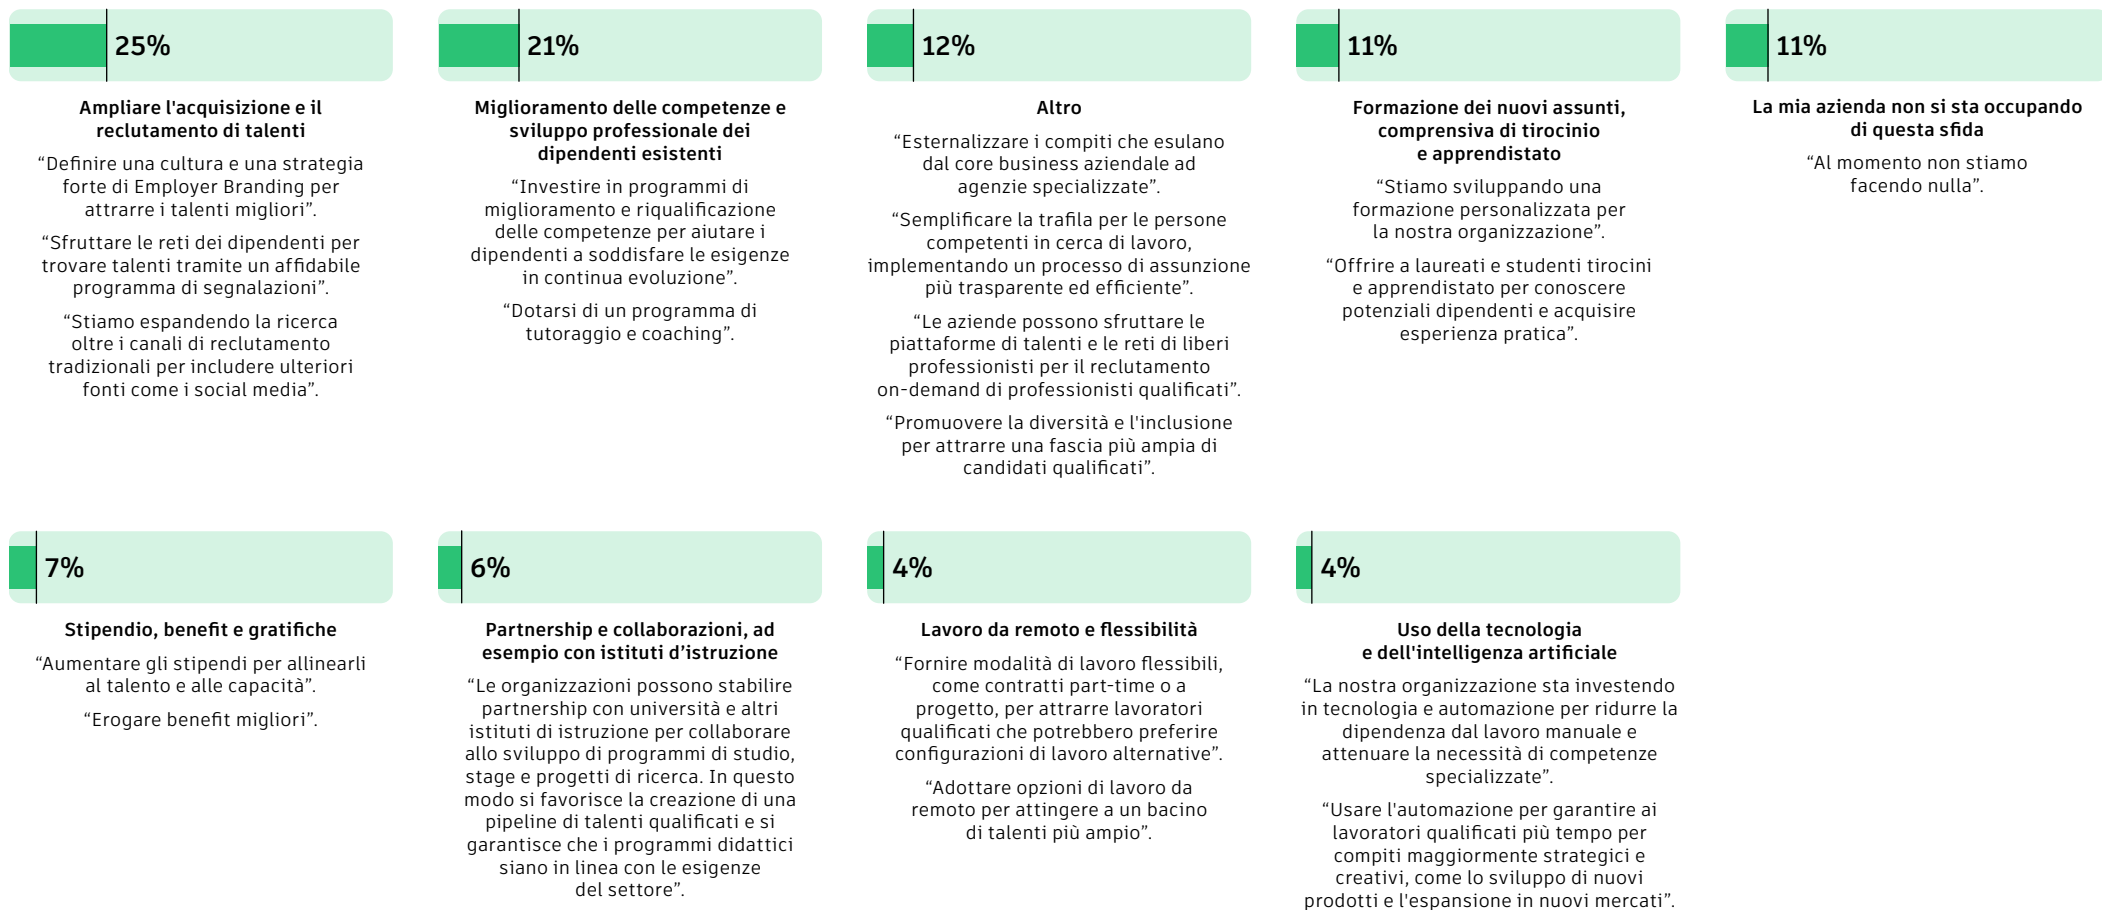 25%
Ampliare l'acquisizione e il
reclutamento di talenti
“Definire una cultura e una strategia
forte di Employer Branding per
attrarre i talenti migliori”.
“Sfruttare le reti dei dipendenti per
trovare talenti tramite un affidabile
programma di segnalazioni”.
“Stiamo espandendo la ricerca
oltre i canali di reclutamento
tradizionali per includere ulteriori
fonti come i social media”.
21%
Miglioramento delle competenze e
sviluppo professionale dei
dipendenti esistenti
“Investire in programmi di
miglioramento e riqualificazione
delle competenze per aiutare i
dipendenti a soddisfare le esigenze
in continua evoluzione”.
“Dotarsi di un programma di
tutoraggio e coaching”.
12%
Altro
“Esternalizzare i compiti che esulano
dal core business aziendale ad
agenzie specializzate”.
“Semplificare la trafila per le persone
competenti in cerca di lavoro,
implementando un processo di assunzione
più trasparente ed efficiente”.
“Le aziende possono sfruttare le
piattaforme di talenti e le reti di liberi
professionisti per il reclutamento
on-demand di professionisti qualificati”.
“Promuovere la diversità e l'inclusione
per attrarre una fascia più ampia di
candidati qualificati”.
11%
Formazione dei nuovi assunti,
comprensiva di tirocinio
e apprendistato
“Stiamo sviluppando una
formazione personalizzata per
la nostra organizzazione”.
“Offrire a laureati e studenti tirocini
e apprendistato per conoscere
potenziali dipendenti e acquisire
esperienza pratica”.
11%
La mia azienda non si sta occupando
di questa sfida
“Al momento non stiamo
facendo nulla”.
7%
Stipendio, benefit e gratifiche
“Aumentare gli stipendi per allinearli
al talento e alle capacità”.
“Erogare benefit migliori”.
6%
Partnership e collaborazioni, ad
esempio con istituti d’istruzione
“Le organizzazioni possono stabilire
partnership con università e altri
istituti di istruzione per collaborare
allo sviluppo di programmi di studio,
stage e progetti di ricerca. In questo
modo si favorisce la creazione di una
pipeline di talenti qualificati e si
garantisce che i programmi didattici
siano in linea con le esigenze
del settore”.
4%
Lavoro da remoto e flessibilità
“Fornire modalità di lavoro flessibili,
come contratti part-time o a
progetto, per attrarre lavoratori
qualificati che potrebbero preferire
configurazioni di lavoro alternative”.
“Adottare opzioni di lavoro da
remoto per attingere a un bacino
di talenti più ampio”.
4%
Uso della tecnologia
e dell'intelligenza artificiale
“La nostra organizzazione sta investendo
in tecnologia e automazione per ridurre la
dipendenza dal lavoro manuale e
attenuare la necessità di competenze
specializzate”.
“Usare l'automazione per garantire ai
lavoratori qualificati più tempo per
compiti maggiormente strategici e
creativi, come lo sviluppo di nuovi
prodotti e l'espansione in nuovi mercati”.